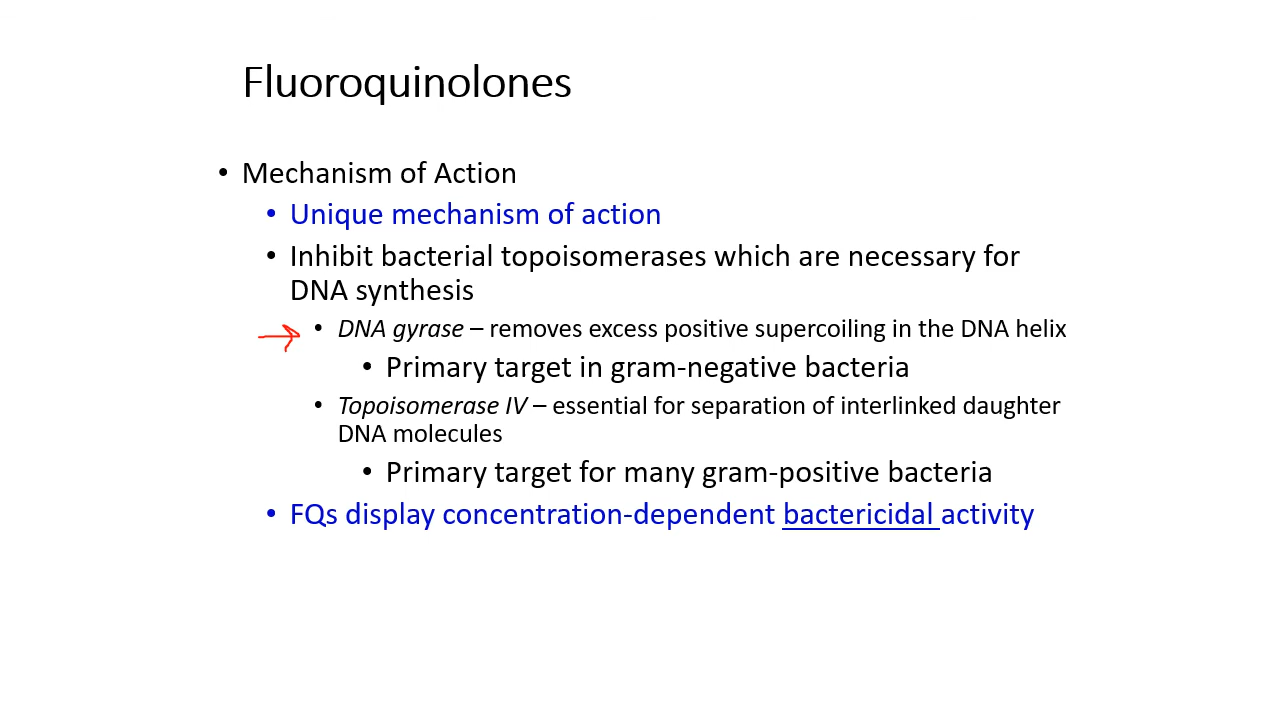 Fluoroquinolones
• Mechanism of Action
• Unique mechanism of action
• Inhibit bacterial topoisomerases which are necessary for
DNA synthesis
• DNA gyrase – removes excess positive supercoiling in the DNA helix
• Primary target in gram-negative bacteria
• Topoisomerase IV – essential for separation of interlinked daughter
DNA molecules
• Primary target for many gram-positive bacteria
• FQs display concentration-dependent bactericidal activity